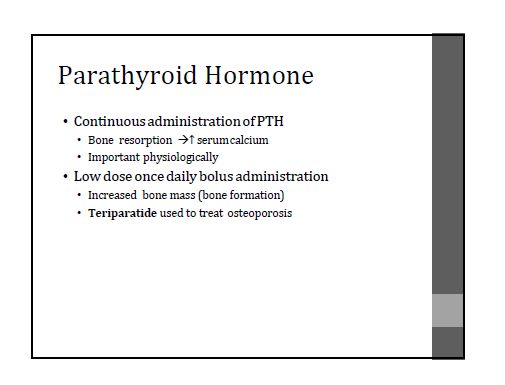 Parathyroid Hormone
• Continuous administration of PTH
• Bone resorption →↑ serum calcium
• Important physiologically
• Low dose once daily bolus administration
• Increased bone mass (bone formation)
• Teriparatide used to treat osteoporosis